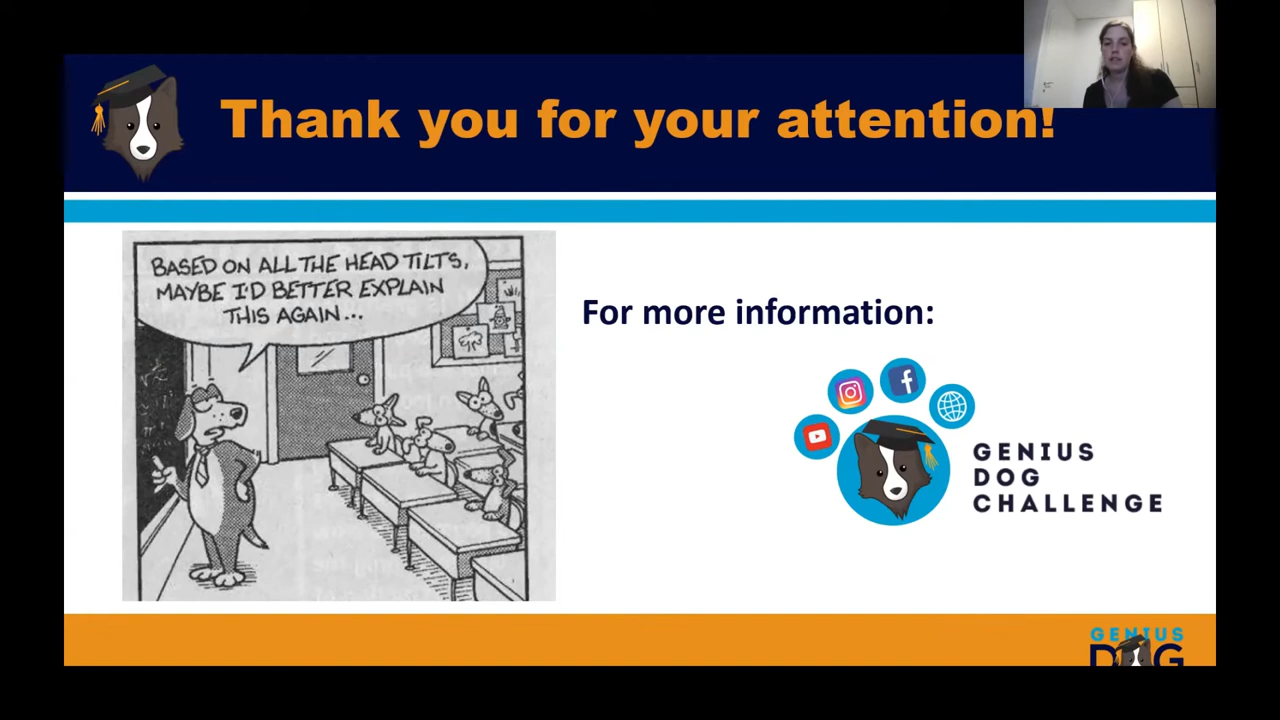 Thank you for your attention!
BASED ON ALL THE HEAD TILTS,
MAYBE I'D BETTER EXPLAIN
THIS AGAIN...
For more information:
GENIUS
DOG
CHALLENGE
GENIUS
DOG